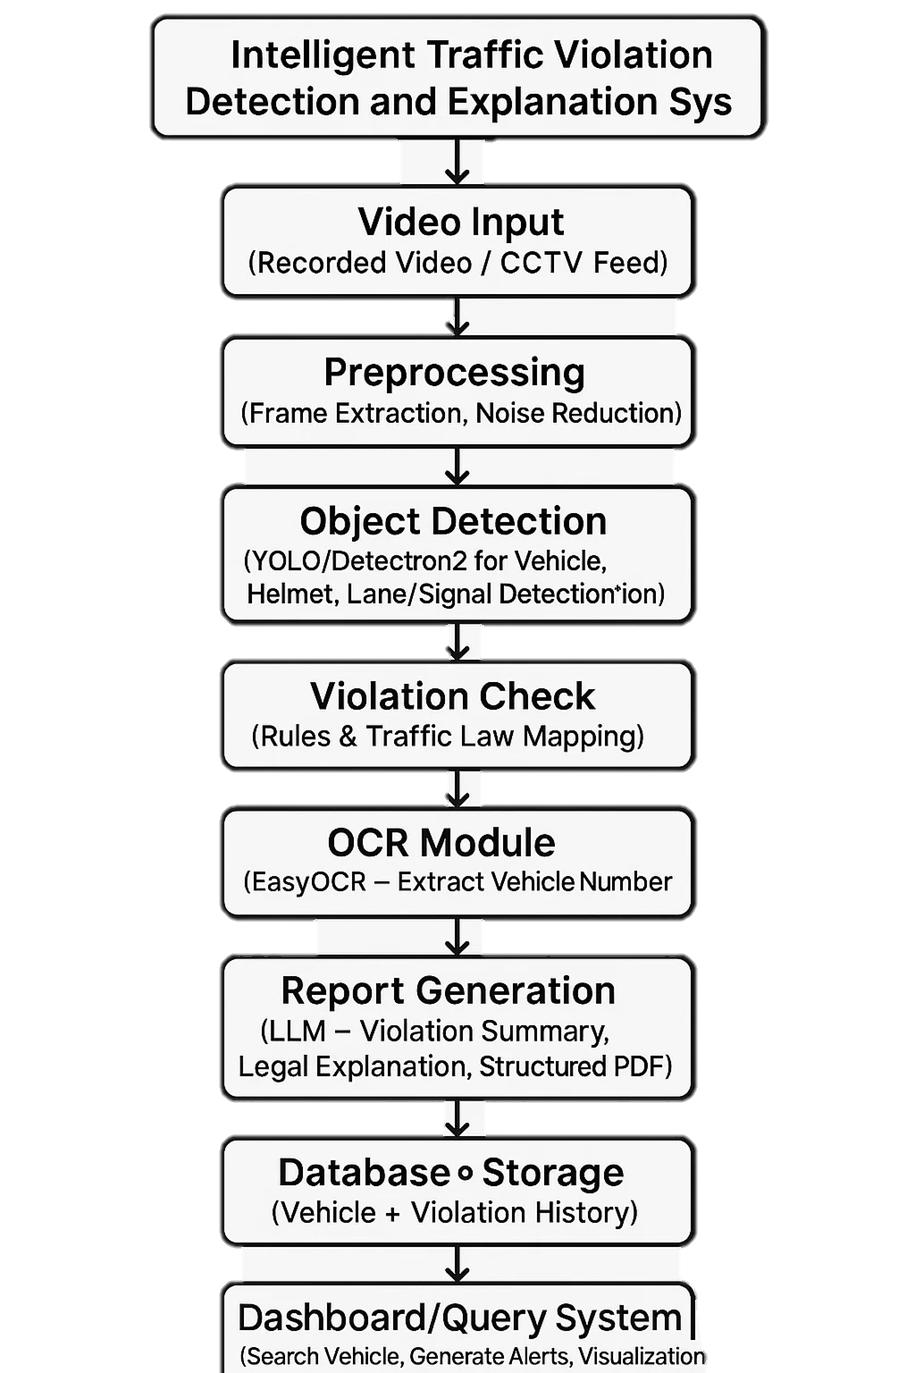 Intelligent Traffic Violation
Detection and Explanation Sys
Video Input
(Recorded Video / CCTV Feed)
Preprocessing
(Frame Extraction, Noise Reduction)
Object Detection
(YOLO/Detectron2 for Vehicle,
Helmet, Lane/Signal Detection*ion)
Violation Check
(Rules & Traffic Law Mapping)
OCR Module
(EasyOCR – Extract Vehicle Number
Report Generation
(LLM – Violation Summary,
Legal Explanation, Structured PDF)
Database∘Storage
(Vehicle + Violation History)
Dashboard/Query System
(Search Vehicle, Generate Alerts, Visualization